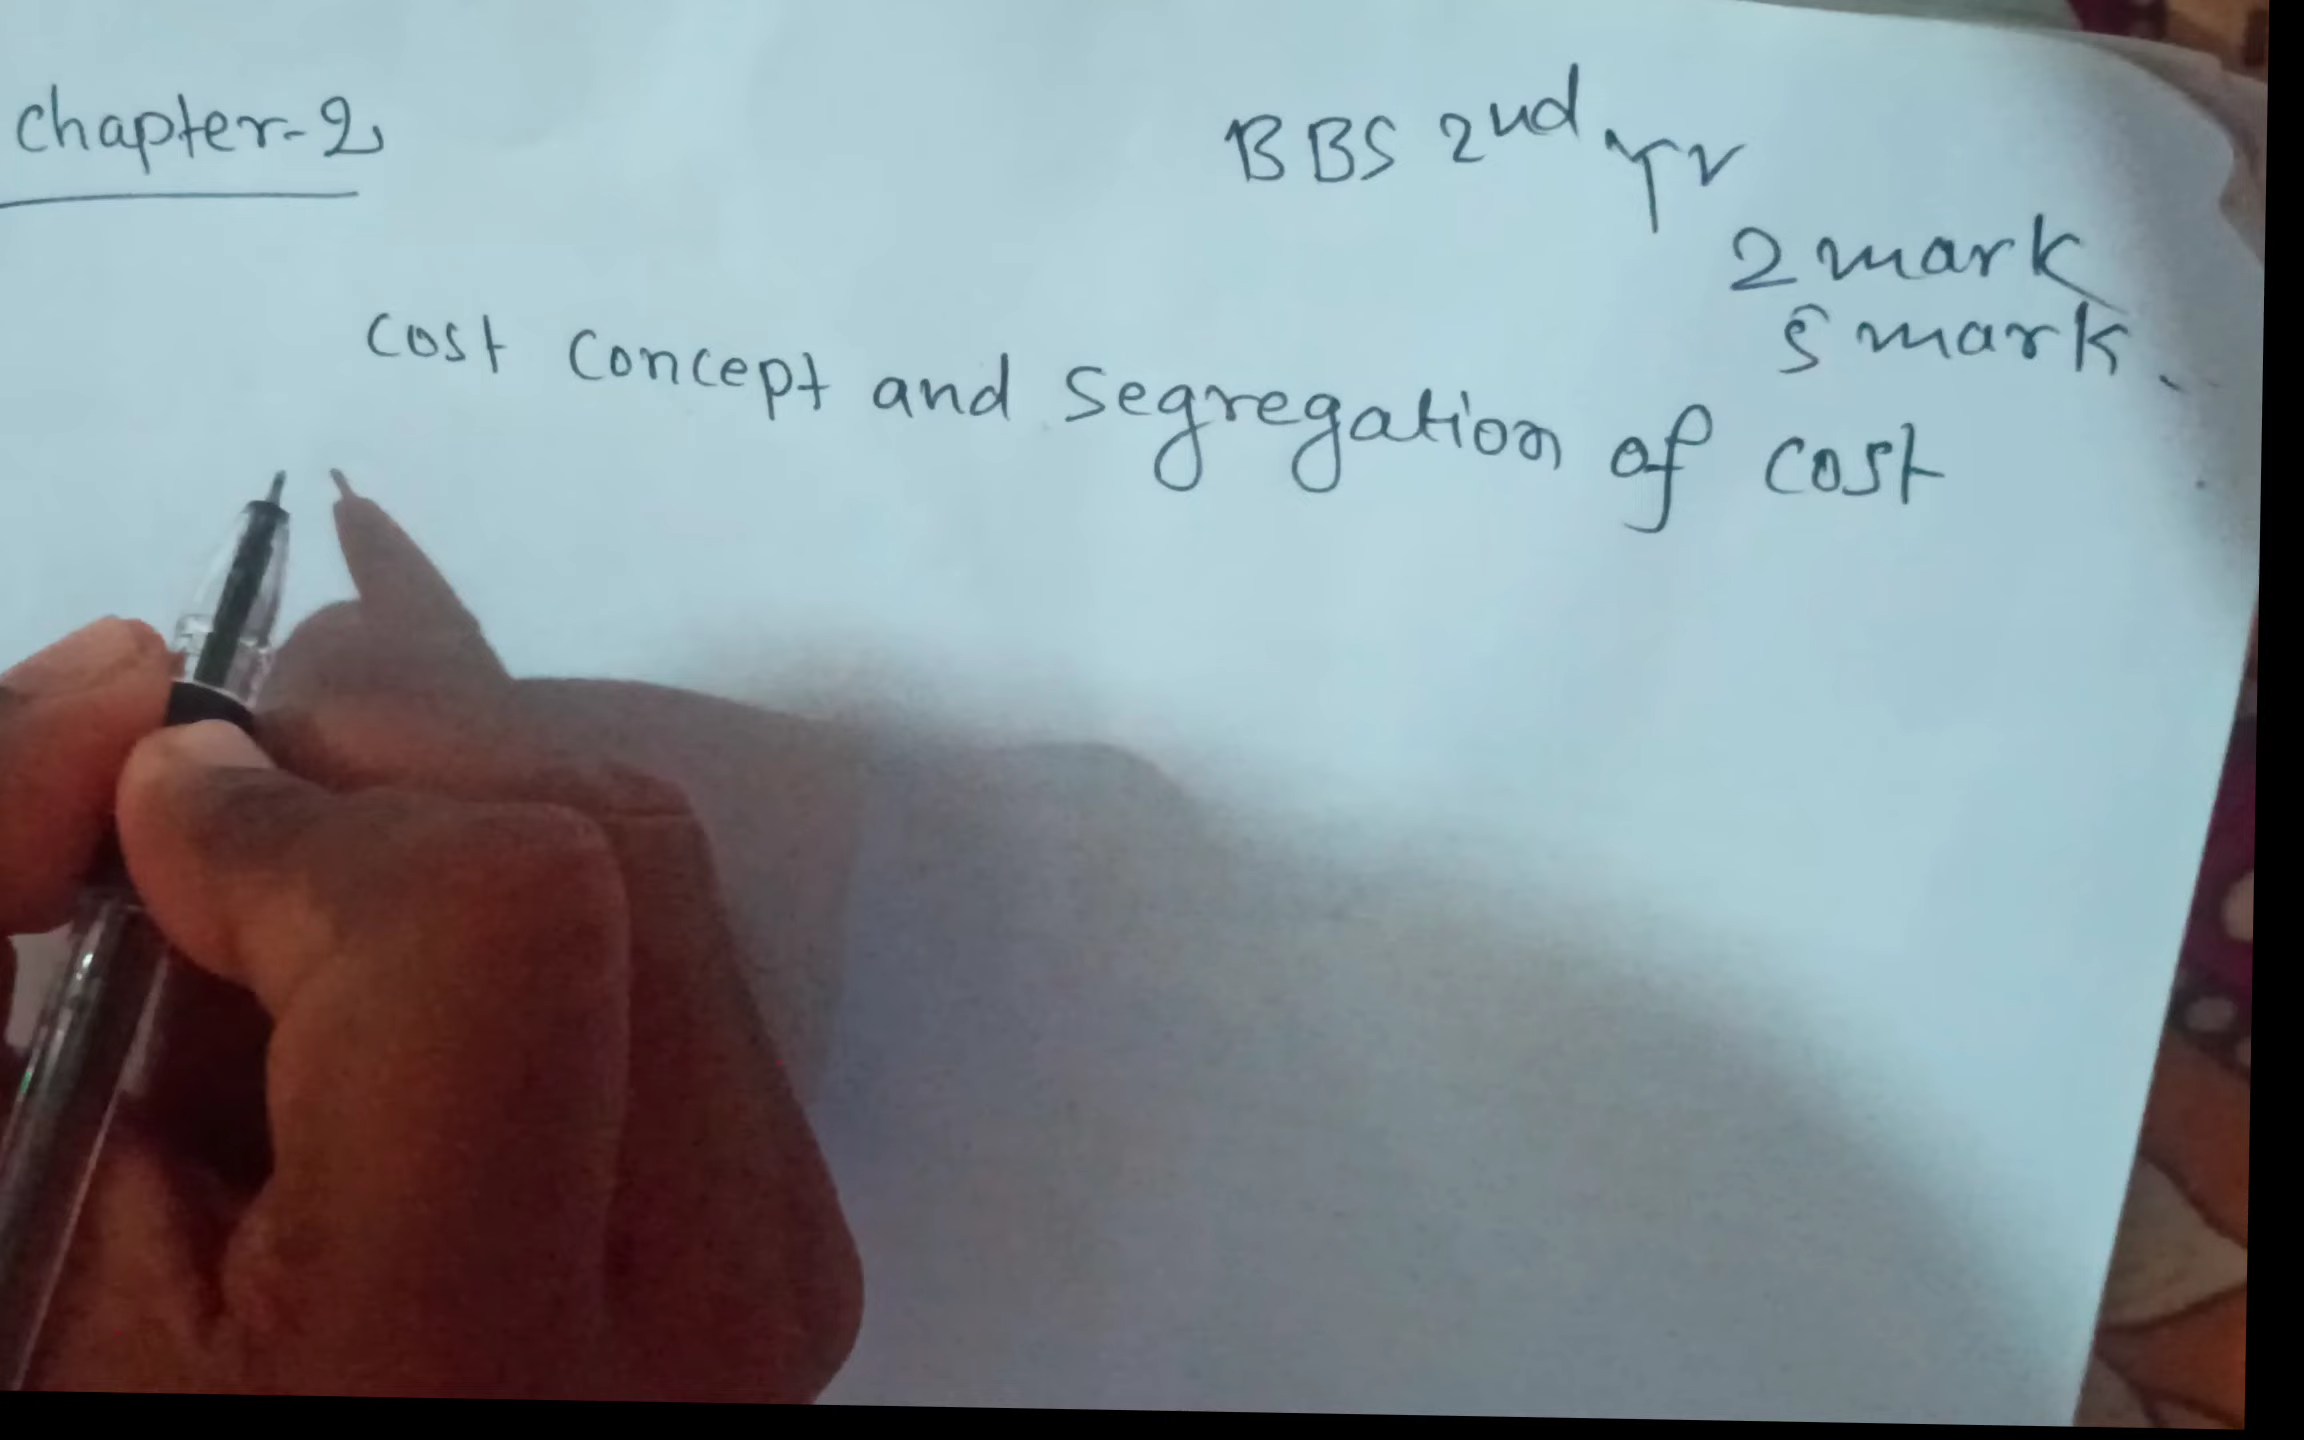 chapter-2
BBS 2nd yr
2 mark
5 mark.
cost concept and segregation of cost